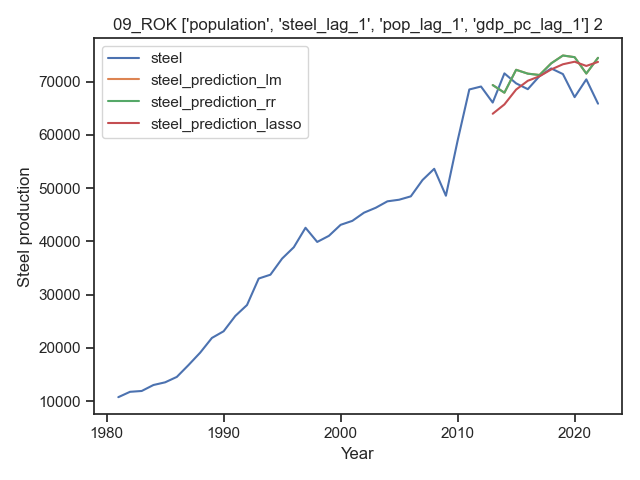 09_ROK ['population', 'steel_lag_1', 'pop_lag_1', 'gdp_pc_lag_1'] 2
steel
steel_prediction_lm
steel_prediction_rr
steel_prediction_lasso
Steel production
70000
60000
50000
40000
30000
20000
10000
1980 1990 2000 2010 2020
Year